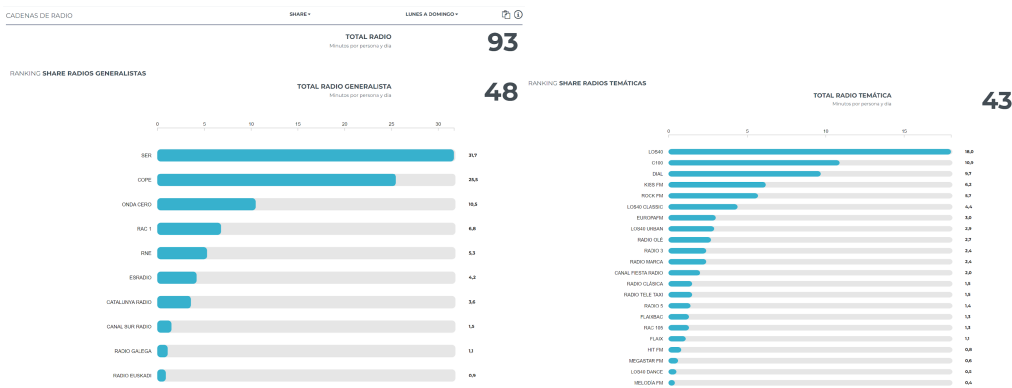 CADENAS DE RADIO
SHARE
LUNES A DOMINGO
TOTAL RADIO
Minutos por persona y día
93
RANKING SHARE RADIOS GENERALISTAS
TOTAL RADIO GENERALISTA
Minutos por persona y día
48
0 5 10 15 20 25 30
SER 31,7
COPE 25,5
ONDA CERO 10,5
RAC 1 6,8
RNE 5,3
ESRADIO 4,2
CATALUNYA RADIO 3,6
CANAL SUR RADIO 1,5
RADIO GALEGA 1,1
RADIO EUSKADI 0,9
RANKING SHARE RADIOS TEMÁTICAS
TOTAL RADIO TEMÁTICA
Minutos por persona y día
43
0 5 10 15
LOS40 18,0
C100 10,9
DIAL 9,7
KISS FM 6,2
ROCK FM 5,7
LOS40 CLASSIC 4,4
EUROPAFM 3,0
LOS40 URBAN 2,9
RADIO OLÉ 2,7
RADIO 3 2,4
RADIO MARCA 2,4
CANAL FIESTA RADIO 2,0
RADIO CLÁSICA 1,5
RADIO TELE TAXI 1,5
RADIO 5 1,4
FLAIXBAC 1,3
RAC 105 1,3
FLAIX 1,1
HIT FM 0,8
MEGASTAR FM 0,6
LOS40 DANCE 0,5
MELODÍA FM 0,4